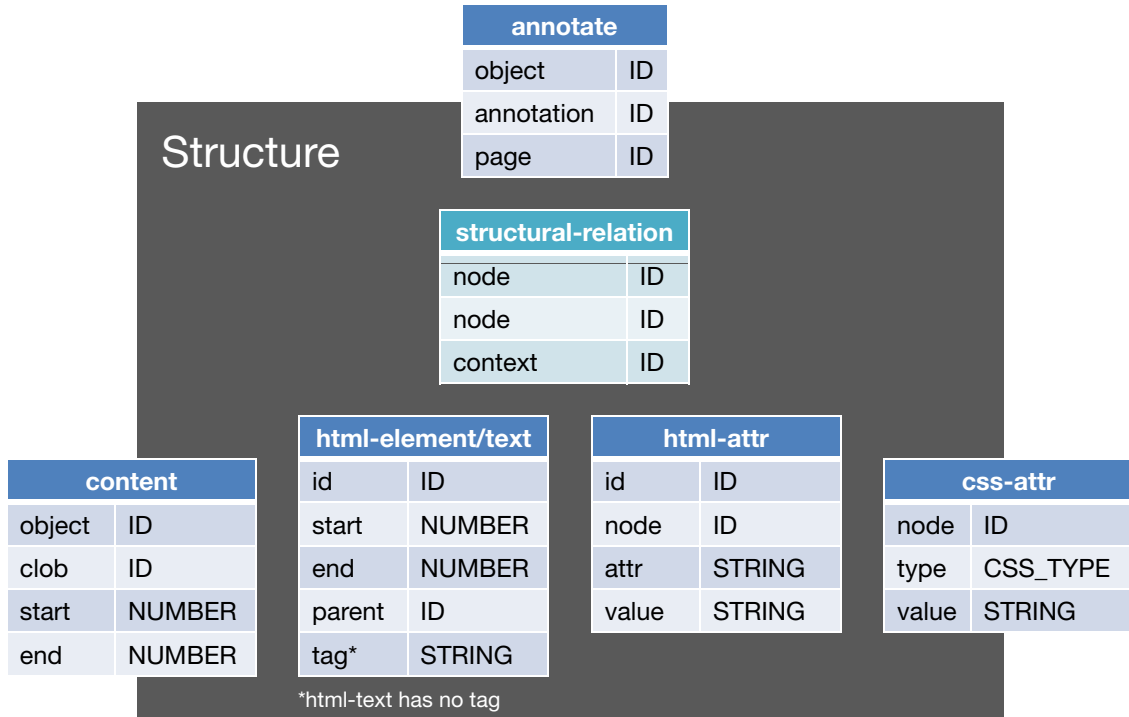 annotate
object ID
annotation ID
page ID
Structure
structural-relation
node ID
node ID
context ID
html-element/text
id ID
start NUMBER
end NUMBER
parent ID
tag* STRING
*html-text has no tag
html-attr
id ID
node ID
attr STRING
value STRING
content
object ID
clob ID
start NUMBER
end NUMBER
css-attr
node ID
type CSS_TYPE
value STRING